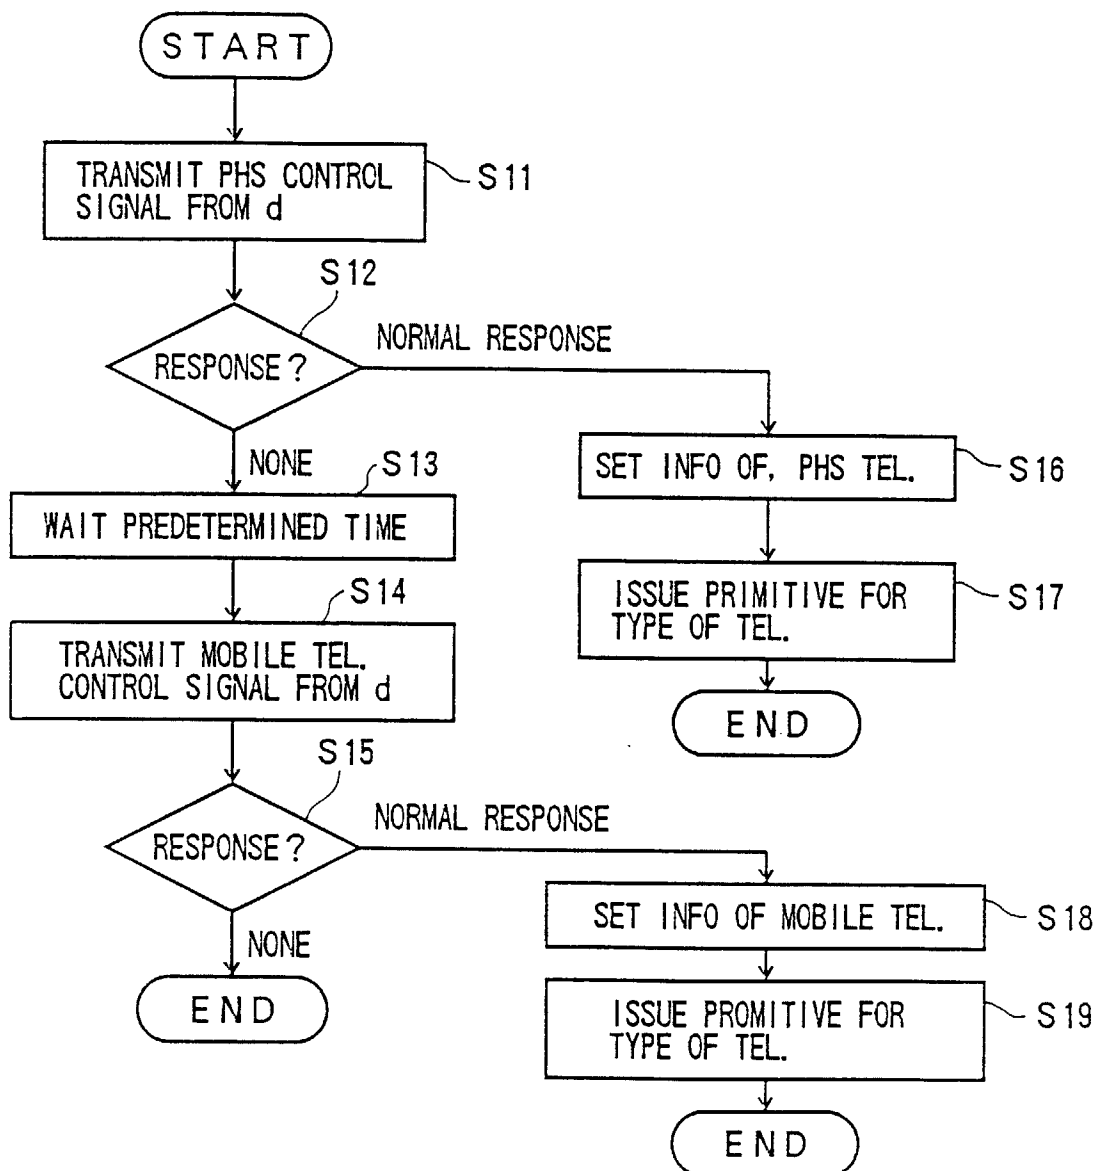 START
TRANSMIT PHS CONTROL
SIGNAL FROM d
S11
S12
RESPONSE?
NORMAL RESPONSE
NONE
S13
WAIT PREDETERMINED TIME
SET INFO OF, PHS TEL.
S16
S14
TRANSMIT MOBILE TEL.
CONTROL SIGNAL FROM d
ISSUE PRIMITIVE FOR
TYPE OF TEL.
S17
END
S15
RESPONSE?
NORMAL RESPONSE
NONE
END
SET INFO OF MOBILE TEL.
S18
ISSUE PROMITIVE FOR
TYPE OF TEL.
S19
END